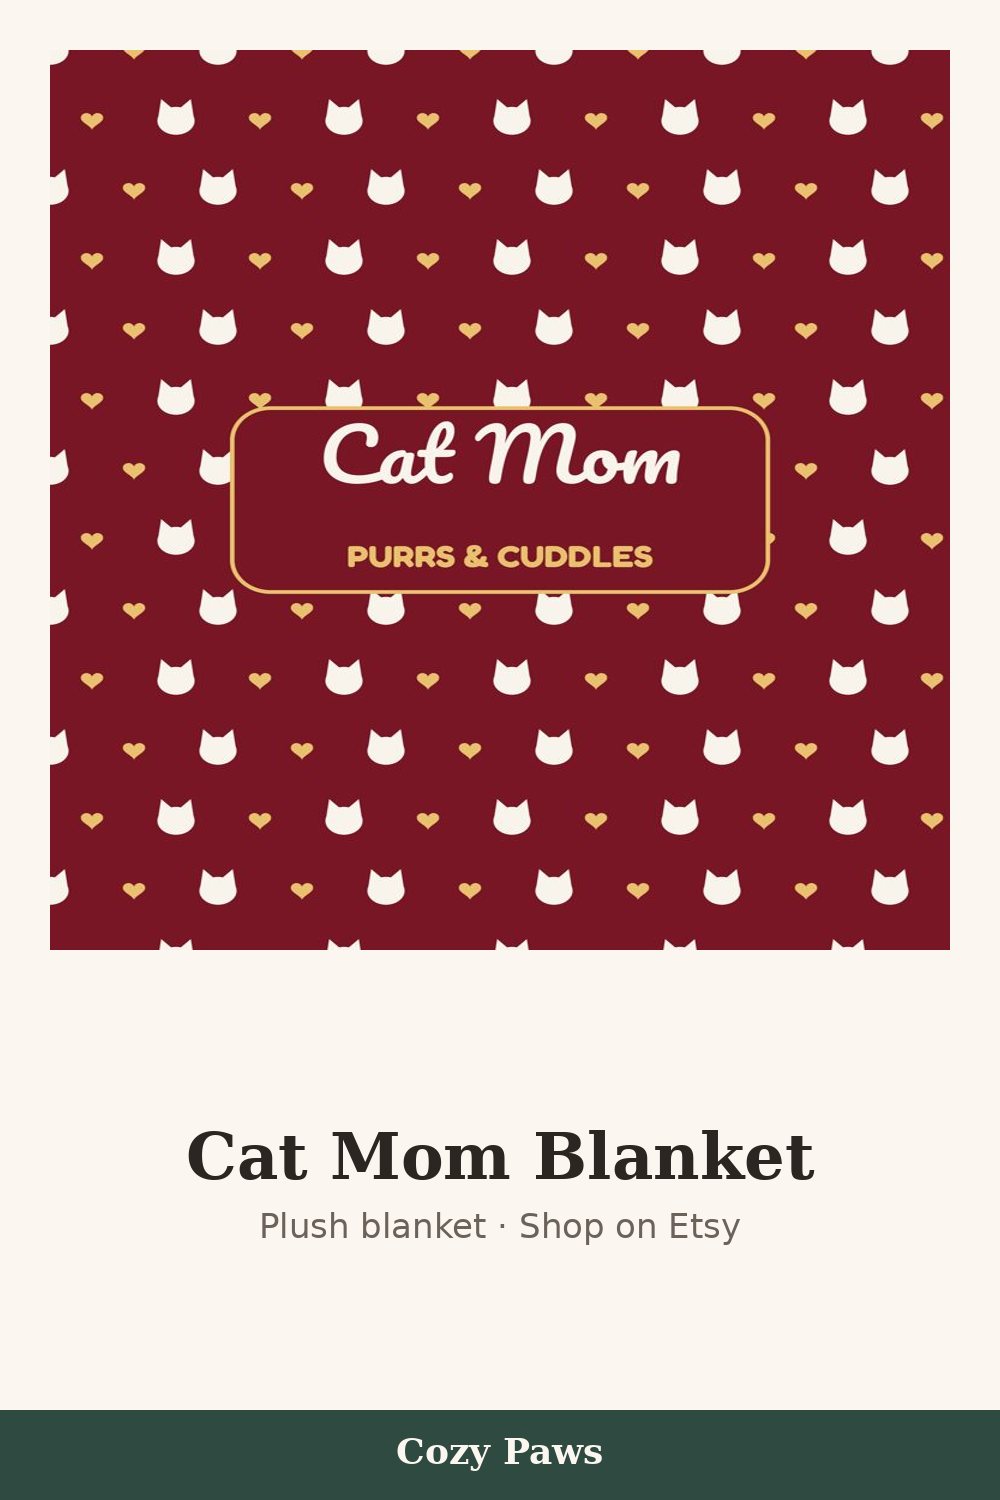 Cat Mom
PURRS & CUDDLES
Cat Mom Blanket
Plush blanket · Shop on Etsy
Cozy Paws